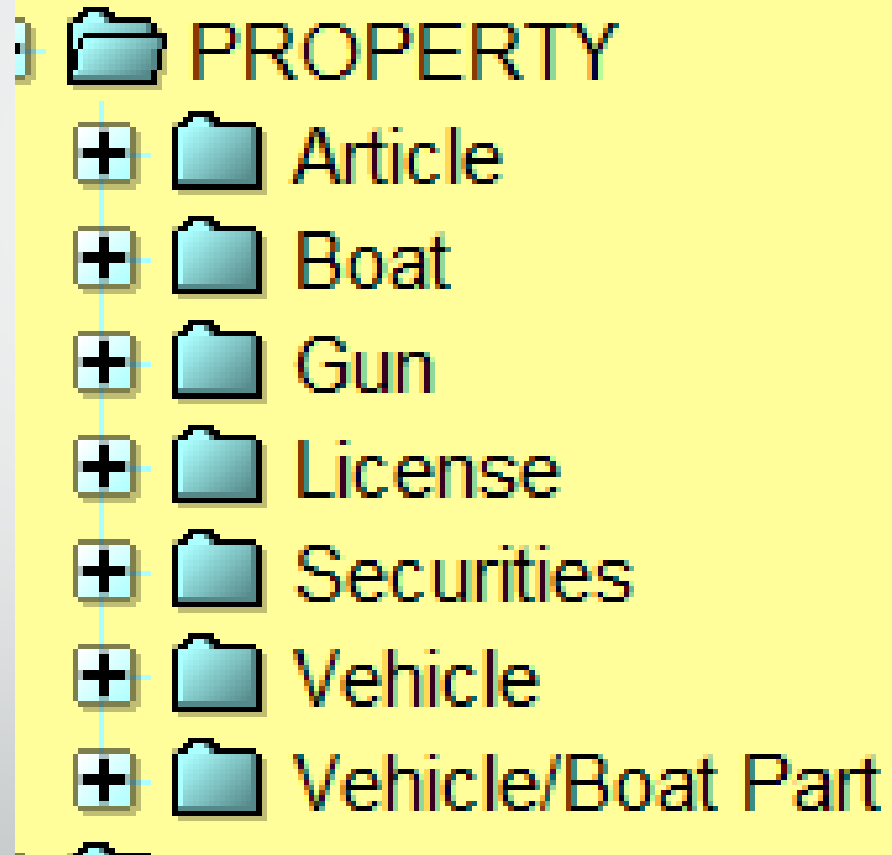 PROPERTY
Article
Boat
Gun
License
Securities
Vehicle
Vehicle/Boat Part